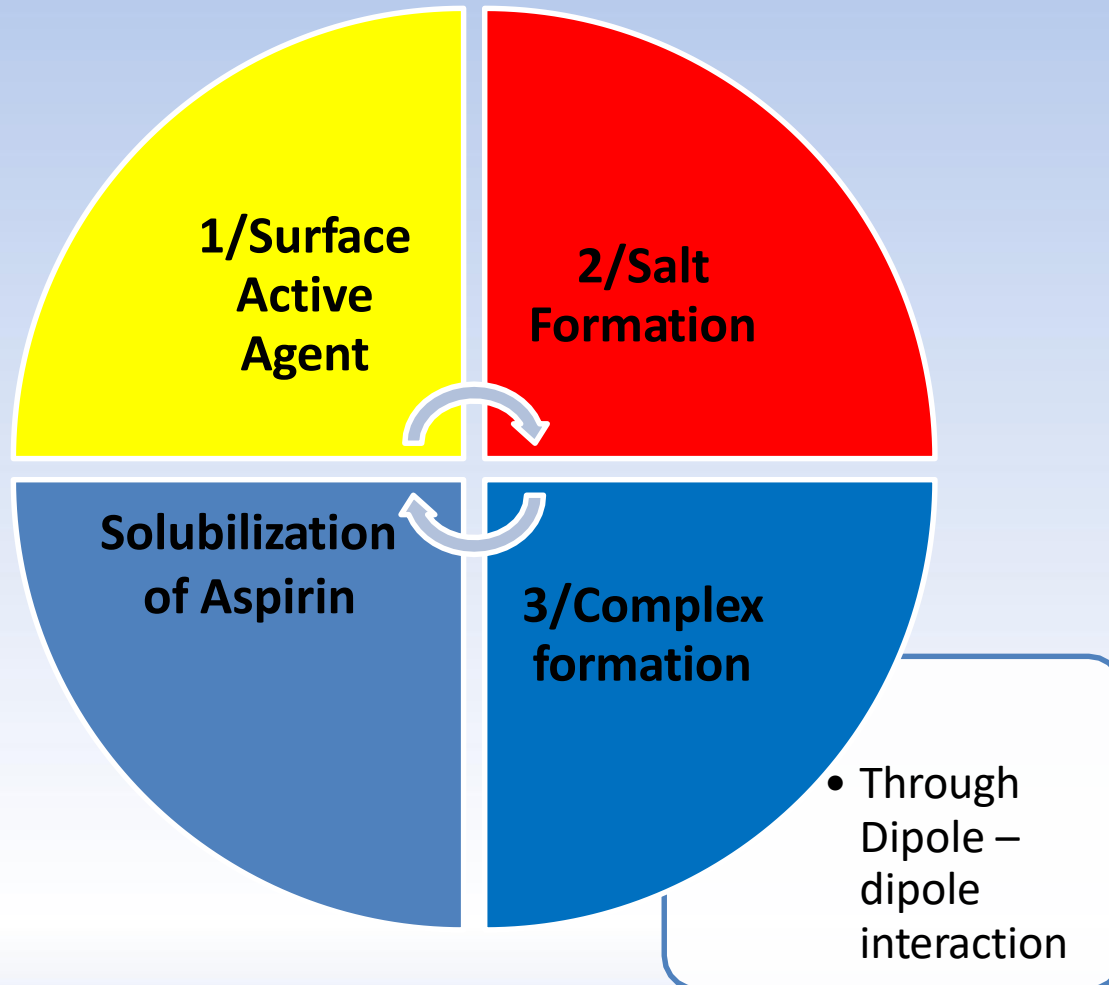 1/Surface
Active
Agent
2/Salt
Formation
Solubilization
of Aspirin
3/Complex
formation
• Through
Dipole –
dipole
interaction